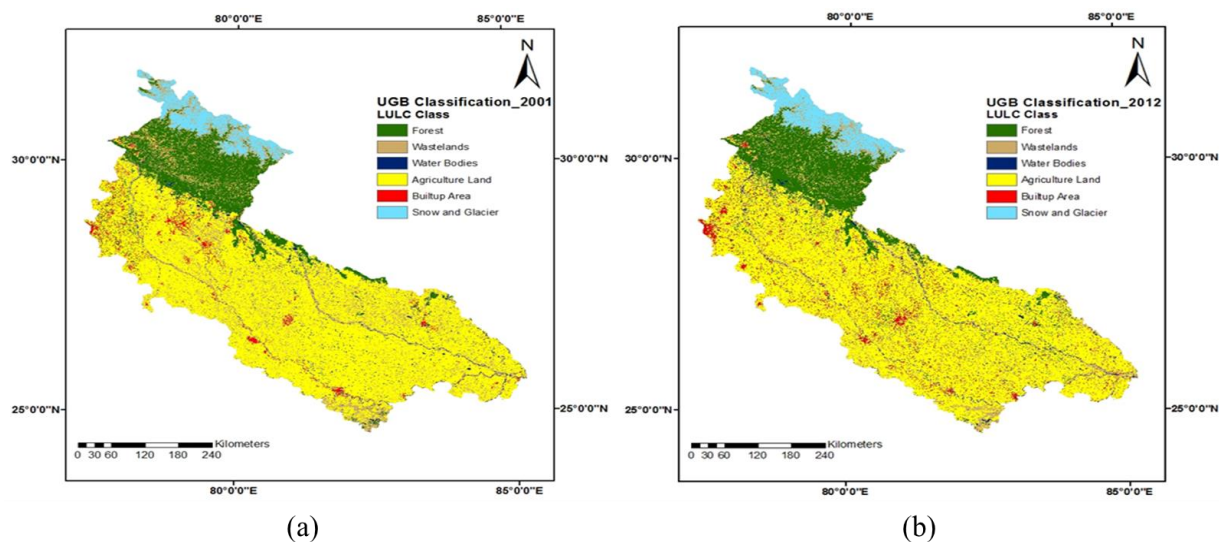 80°0'0"E 85°0'0"E
N
UGB Classification_2001
LULC Class
Forest
Wastelands
Water Bodies
Agriculture Land
Builtup Area
Snow and Glacier
30°0'0"N 30°0'0"N
25°0'0"N 25°0'0"N
Kilometers
0 30 60 120 180 240
80°0'0"E 85°0'0"E
(a)
80°0'0"E 85°0'0"E
N
UGB Classification_2012
LULC Class
Forest
Wastelands
Water Bodies
Agriculture Land
Builtup Area
Snow and Glacier
30°0'0"N 30°0'0"N
25°0'0"N 25°0'0"N
Kilometers
0 30 60 120 180 240
80°0'0"E 85°0'0"E
(b)